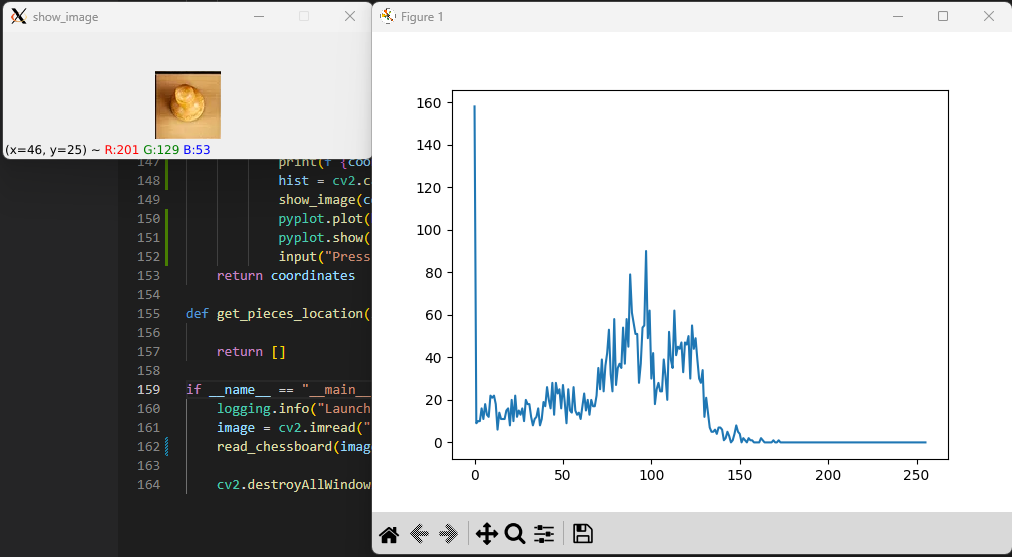 show_image
(x=46, y=25) ~ R:201 G:129 B:53
Figure 1
160
140
120
100
80
60
40
20
0
0 50 100 150 200 250
147 print(f"{coo
148 hist = cv2.c
149 show_image(c
150 pyplot.plot(
151 pyplot.show(
152 input("Press
153 return coordinates
154
155 def get_pieces_location(
156
157 return []
158
159 if __name__ == "__main__
160 logging.info("Launch
161 image = cv2.imread("
162 read_chessboard(imag
163
164 cv2.destroyAllWindow